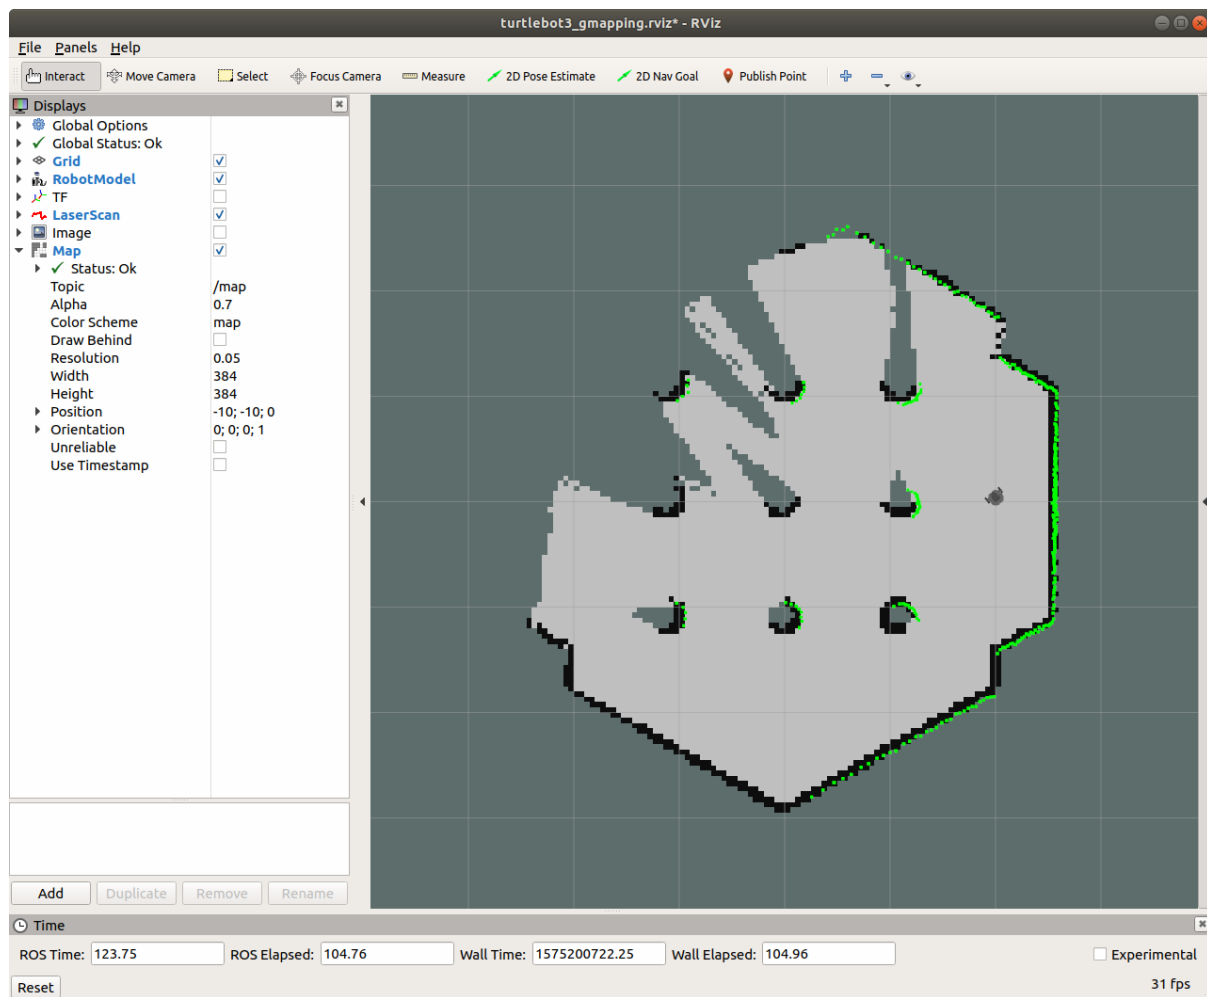 turtlebot3_gmapping.rviz* - RViz
File Panels Help
Interact Move Camera Select Focus Camera Measure 2D Pose Estimate 2D Nav Goal Publish Point
Displays
Global Options
Global Status: Ok
Grid
RobotModel
TF
LaserScan
Image
Map
Status: Ok
Topic /map
Alpha 0.7
Color Scheme map
Draw Behind
Resolution 0.05
Width 384
Height 384
Position -10; -10; 0
Orientation 0; 0; 0; 1
Unreliable
Use Timestamp
Add Duplicate Remove Rename
Time
ROS Time: 123.75 ROS Elapsed: 104.76 Wall Time: 1575200722.25 Wall Elapsed: 104.96 Experimental
Reset 31 fps